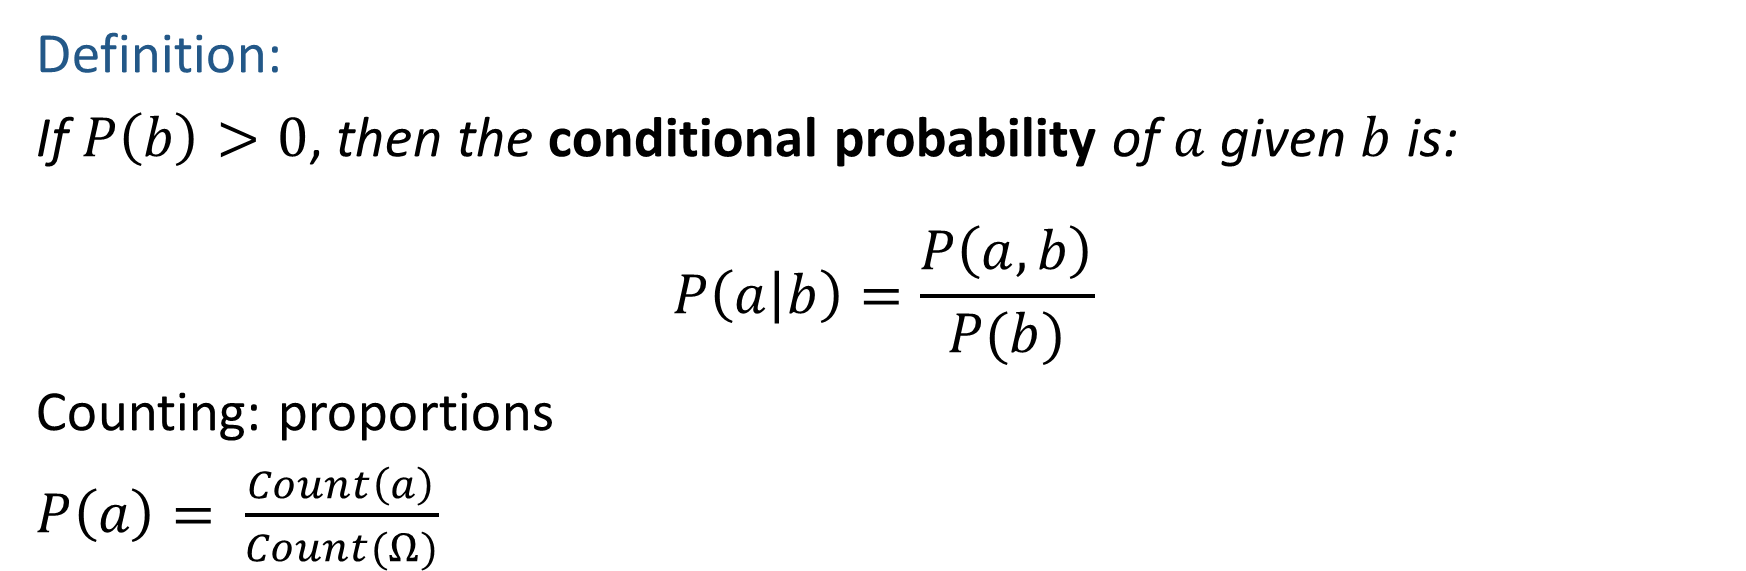 Definition:
If P(b) > 0, then the conditional probability of a given b is:
P(a|b) = P(a, b) / P(b)
Counting: proportions
P(a) = Count(a) / Count(Ω)